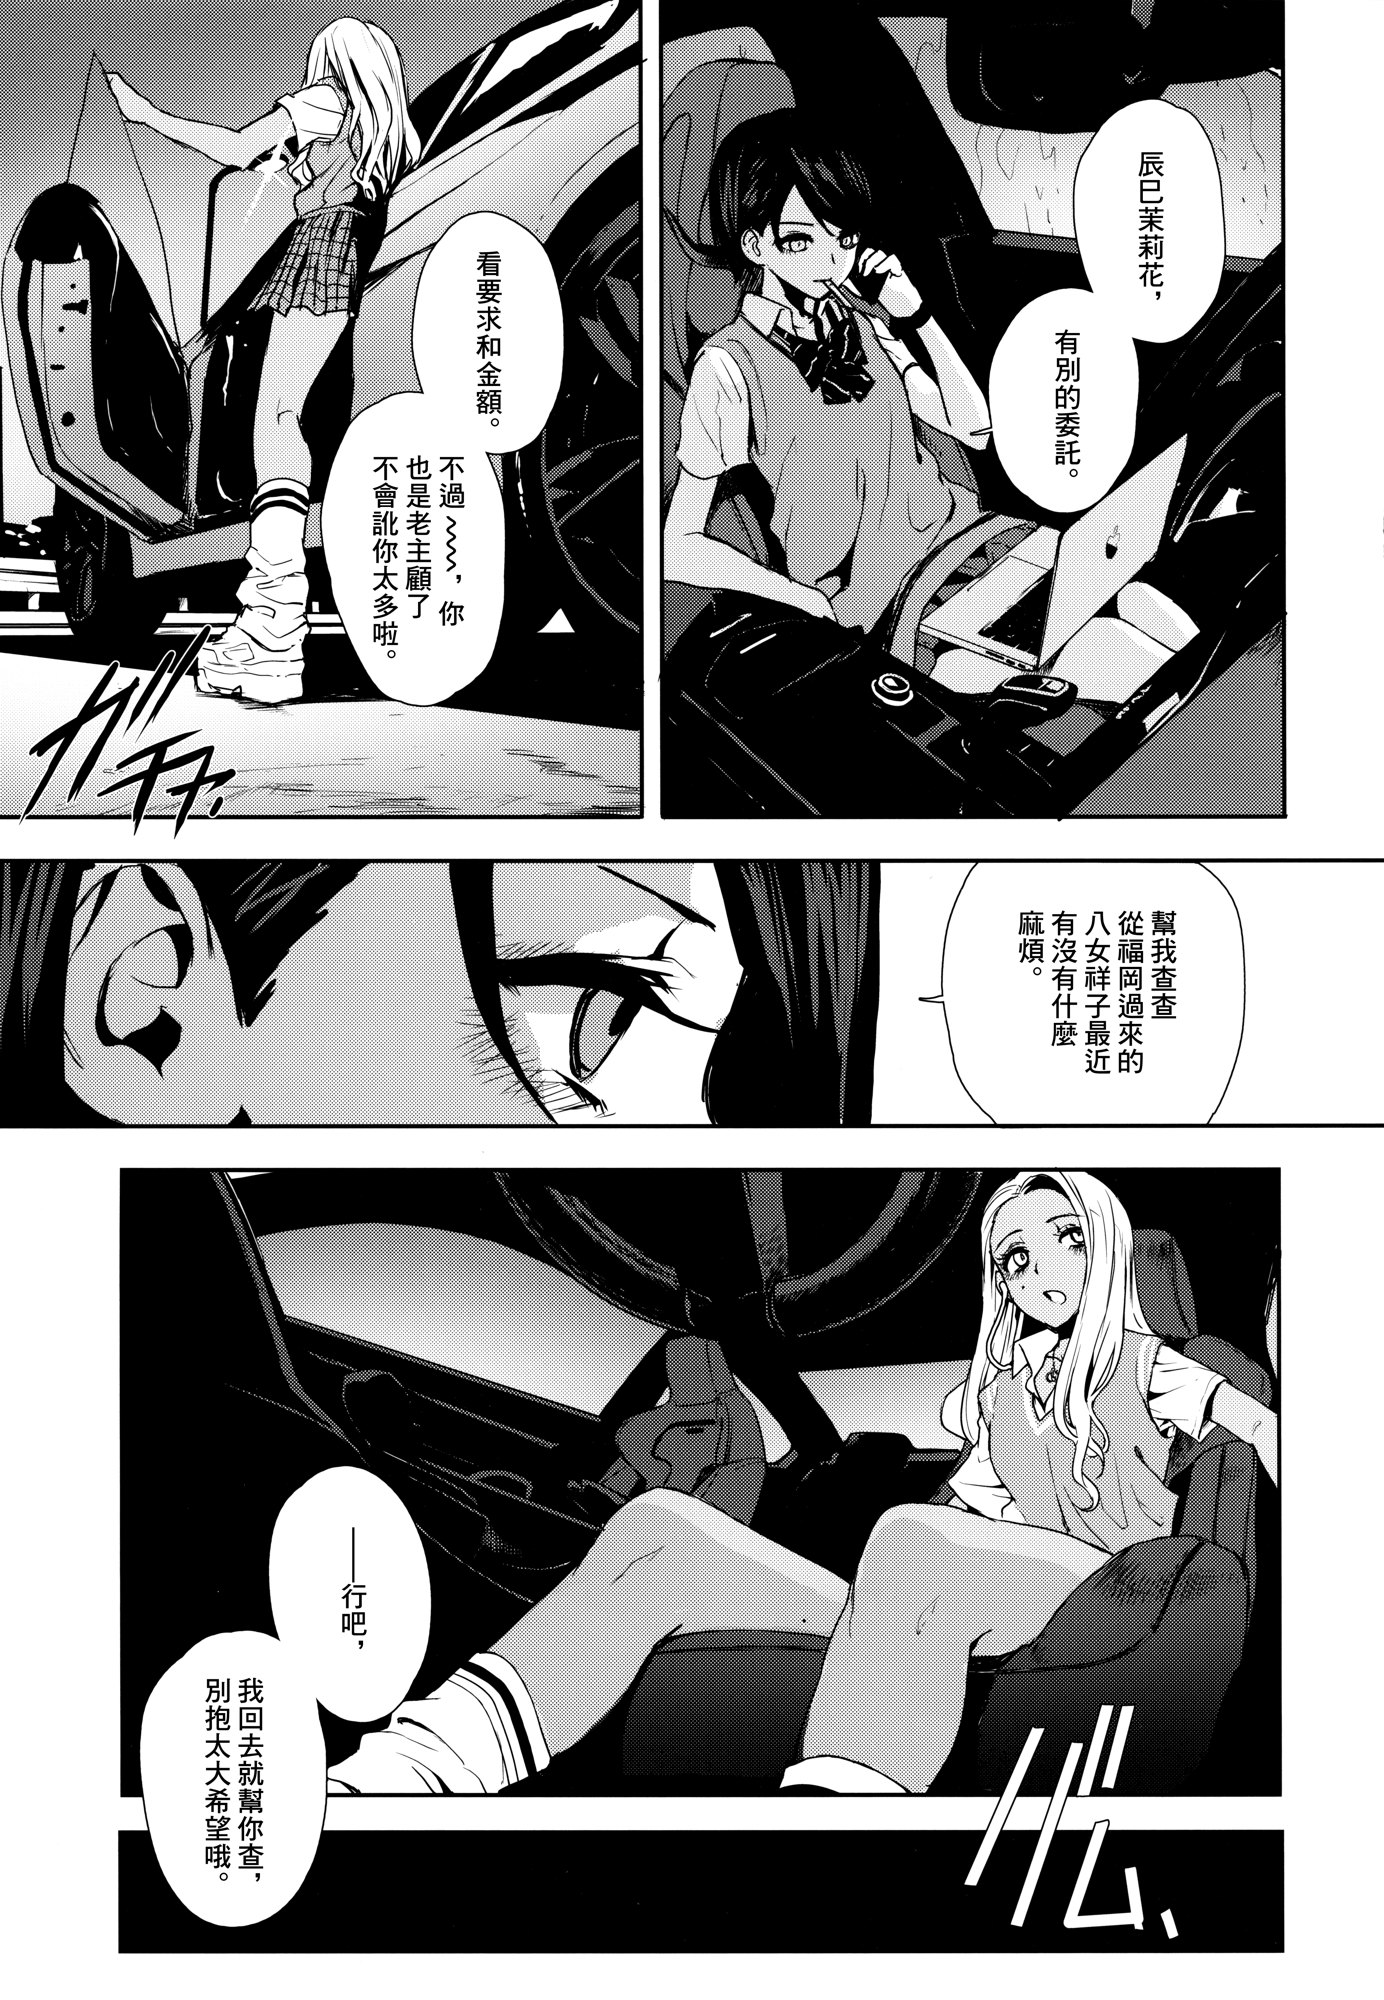 辰巳茉莉花，
有別的委託。
看要求和金額。
不過～～，你
也是老主顧了
不會訛你太多啦。
ガチャ．
幫我查查
從福岡過來的
八女祥子最近
有沒有什麼
麻煩。
──行吧，
我回去就幫你查，
別抱太大希望哦。
バム、